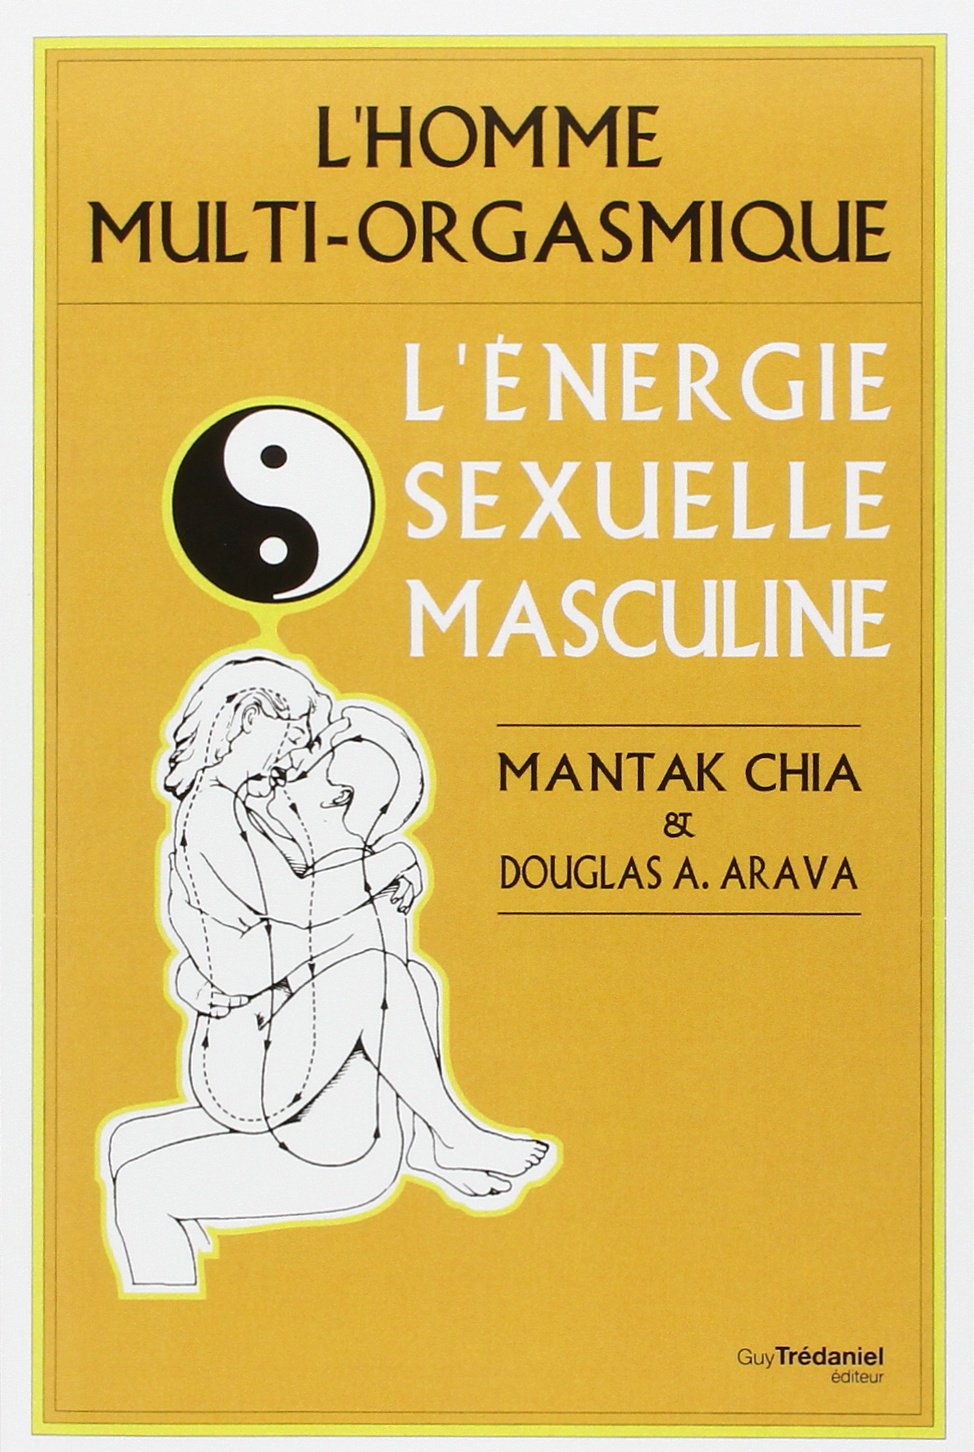 L'HOMME
MULTI-ORGASMIQUE
L'ÉNERGIE
SEXUELLE
MASCULINE
MANTAK CHIA
&
DOUGLAS A. ARAVA
Guy Trédaniel
éditeur